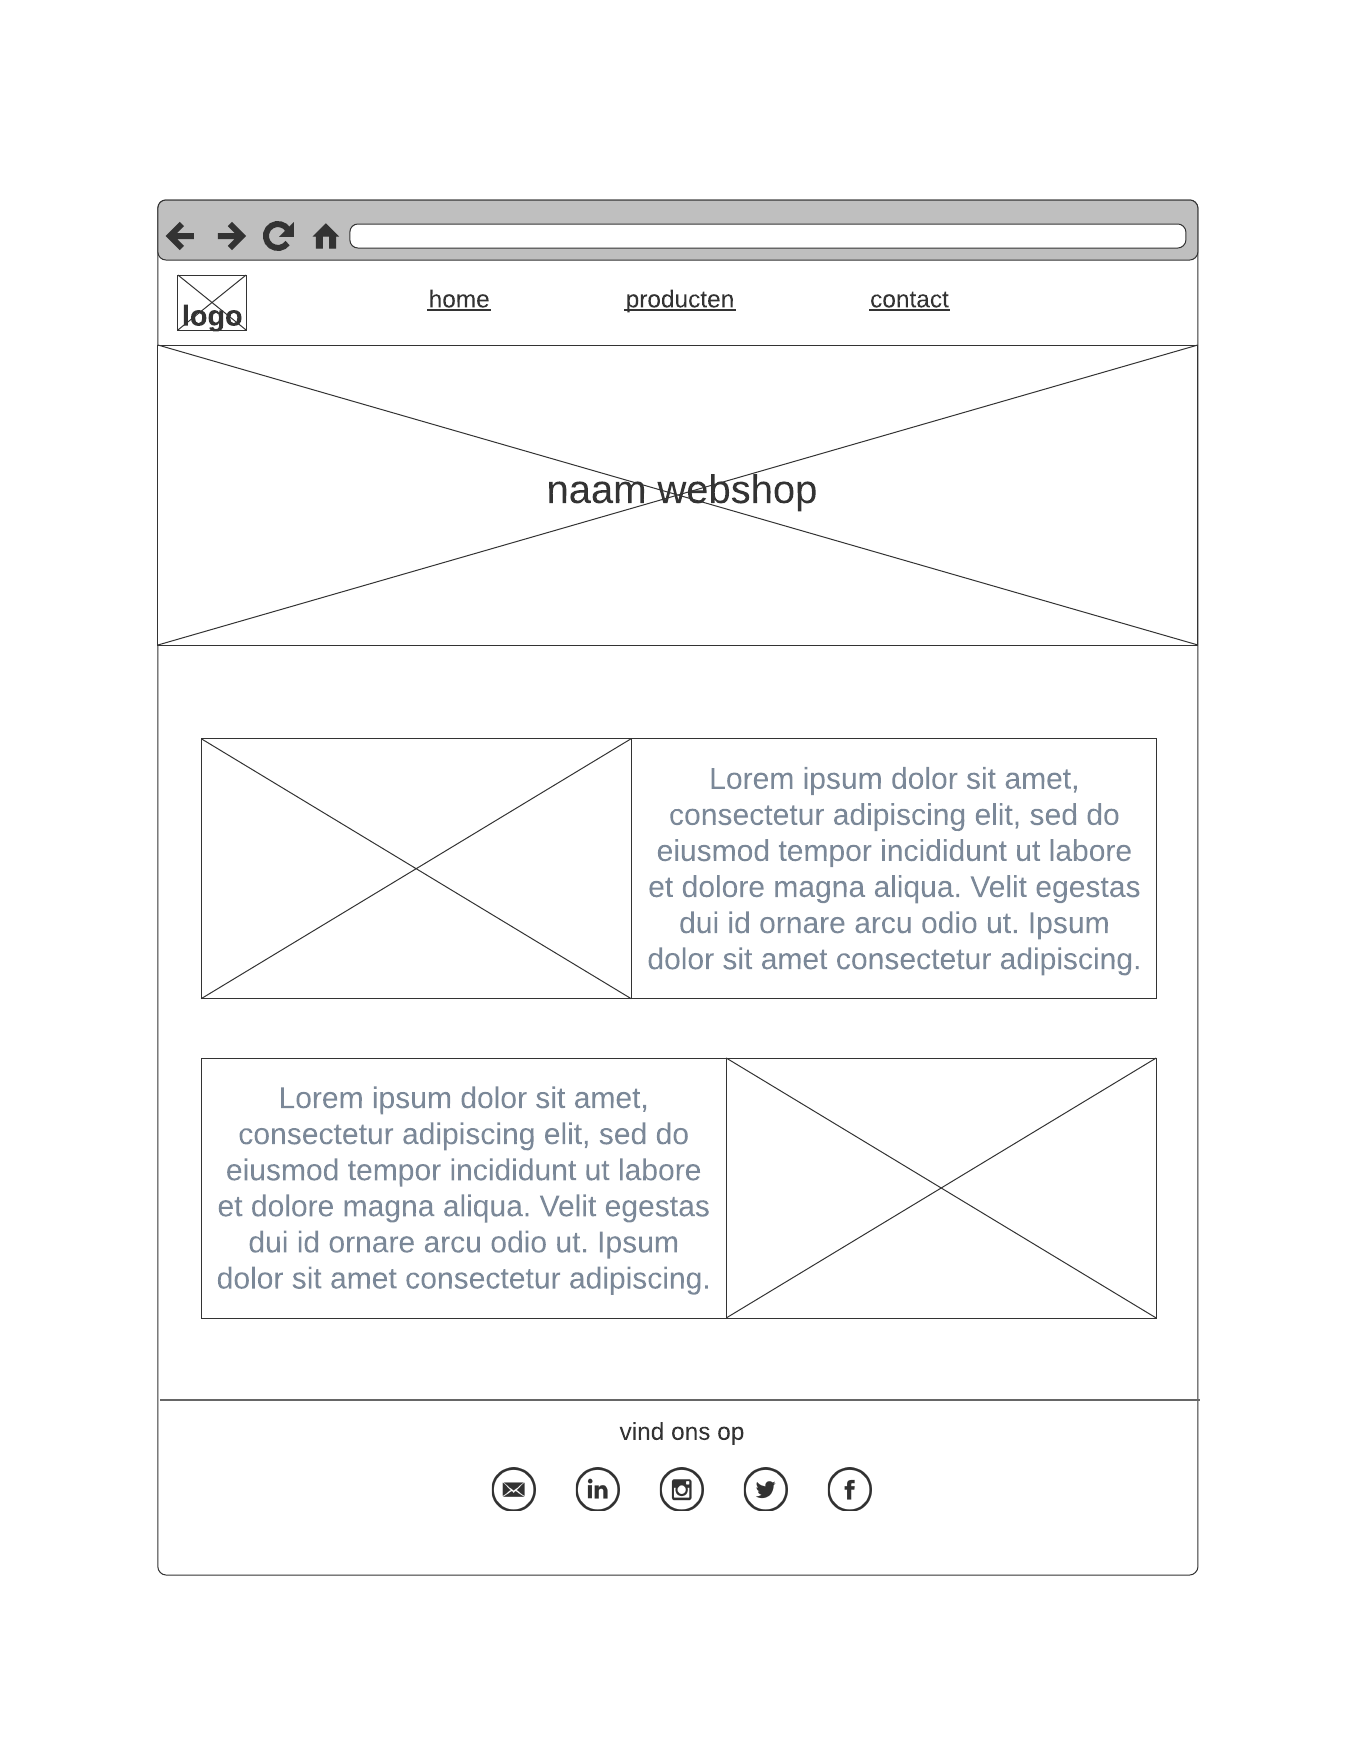 logo
home producten contact
naam webshop
Lorem ipsum dolor sit amet,
consectetur adipiscing elit, sed do
eiusmod tempor incididunt ut labore
et dolore magna aliqua. Velit egestas
dui id ornare arcu odio ut. Ipsum
dolor sit amet consectetur adipiscing.
Lorem ipsum dolor sit amet,
consectetur adipiscing elit, sed do
eiusmod tempor incididunt ut labore
et dolore magna aliqua. Velit egestas
dui id ornare arcu odio ut. Ipsum
dolor sit amet consectetur adipiscing.
vind ons op